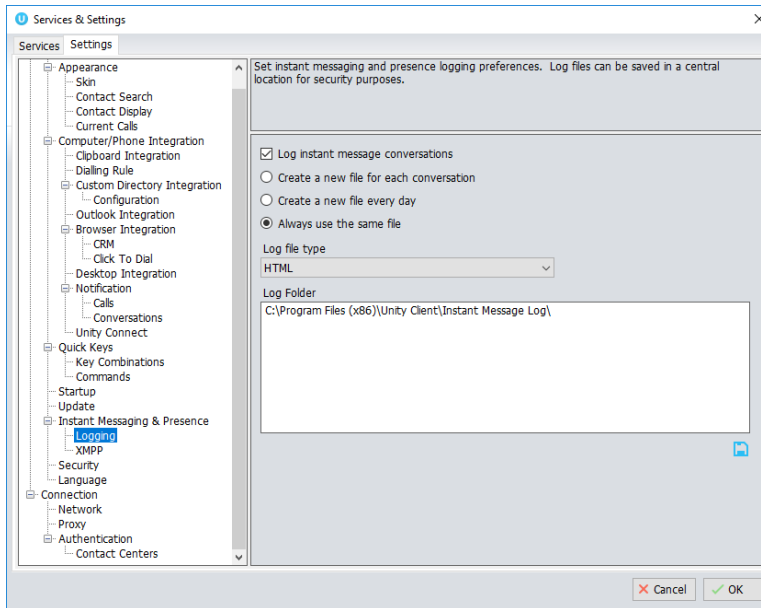 Services & Settings
Services Settings
Appearance
Skin
Contact Search
Contact Display
Current Calls
Computer/Phone Integration
Clipboard Integration
Dialling Rule
Custom Directory Integration
Configuration
Outlook Integration
Browser Integration
CRM
Click To Dial
Desktop Integration
Notification
Calls
Conversations
Unity Connect
Quick Keys
Key Combinations
Commands
Startup
Update
Instant Messaging & Presence
Logging
XMPP
Security
Language
Connection
Network
Proxy
Authentication
Contact Centers
Set instant messaging and presence logging preferences. Log files can be saved in a central
location for security purposes.
Log instant message conversations
Create a new file for each conversation
Create a new file every day
Always use the same file
Log file type
HTML
Log Folder
C:\Program Files (x86)\Unity Client\Instant Message Log\
Cancel OK